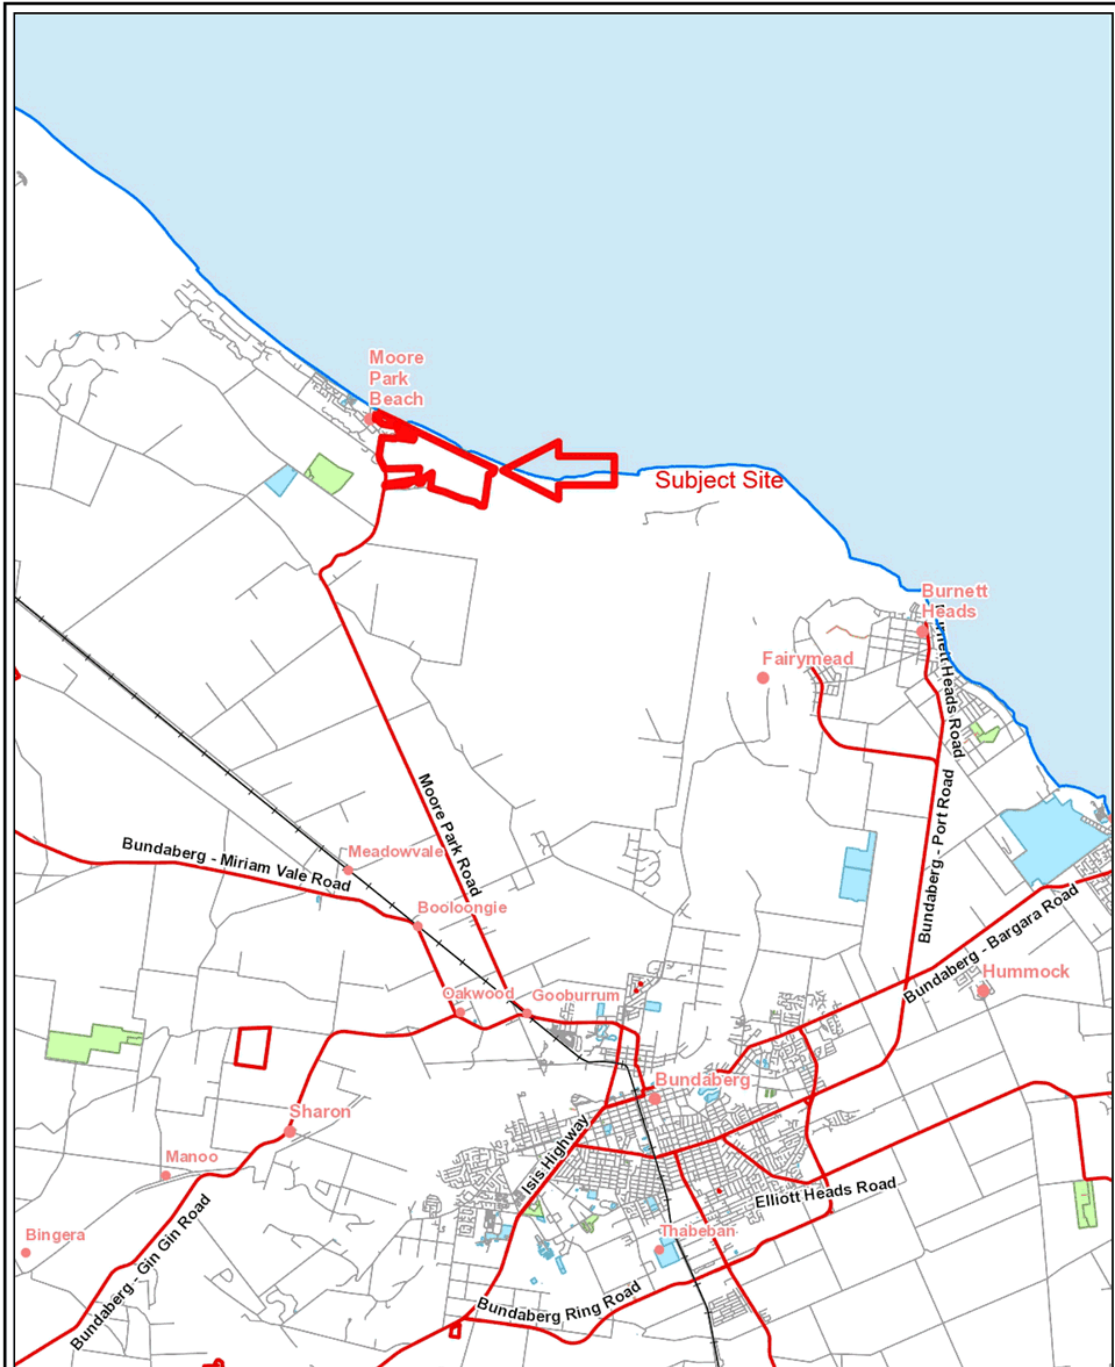 Moore
Park
Beach
Subject Site
Burnett
Heads
Burnett Heads Road
Fairymead
Moore Park Road
Bundaberg - Port Road
Bundaberg - Miriam Vale Road
Meadowvale
Booloongie
Bundaberg - Bargara Road
Hummock
Oakwood
Gooburrum
Bundaberg
Sharon
Isis Highway
Manoo
Elliott Heads Road
Bingera
Bundaberg - Gin Gin Road
Thabeban
Bundaberg Ring Road